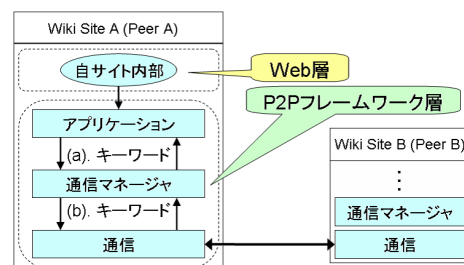 Wiki Site A (Peer A)
自サイト内部
Web層
P2Pフレームワーク層
アプリケーション
(a). キーワード
通信マネージャ
(b). キーワード
通信
Wiki Site B (Peer B)
⋮
通信マネージャ
通信